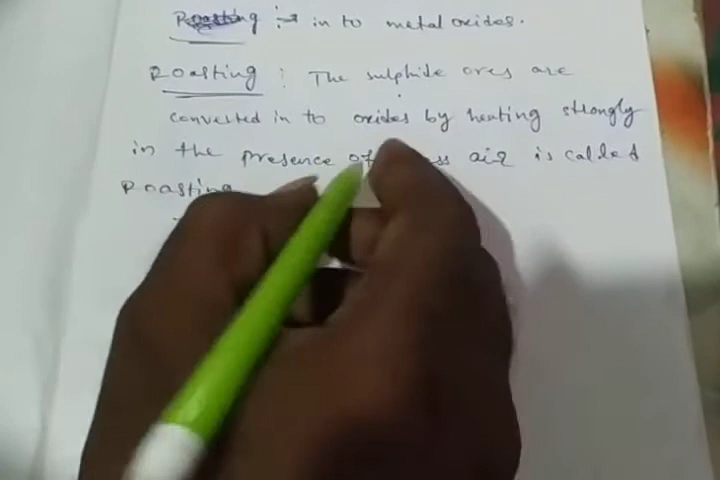 Roasting :→ in to metal oxides.
Roasting : The sulphide ores are
converted in to oxides by heating strongly
in the presence of air is called
Roasting